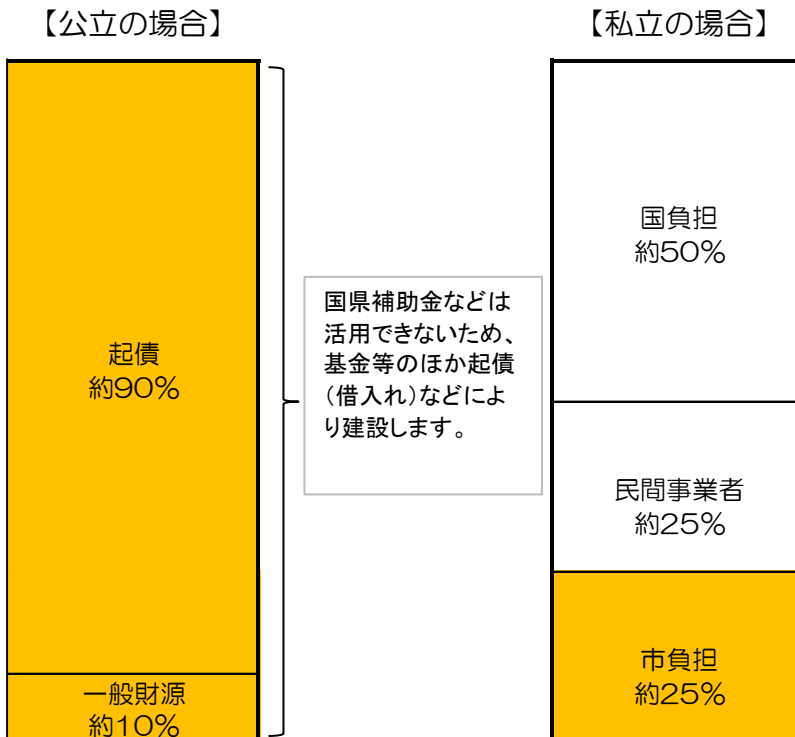 【公立の場合】
起債
約90%
一般財源
約10%
国県補助金などは
活用できないため、
基金等のほか起債
（借入れ）などによ
り建設します。
【私立の場合】
国負担
約50%
民間事業者
約25%
市負担
約25%